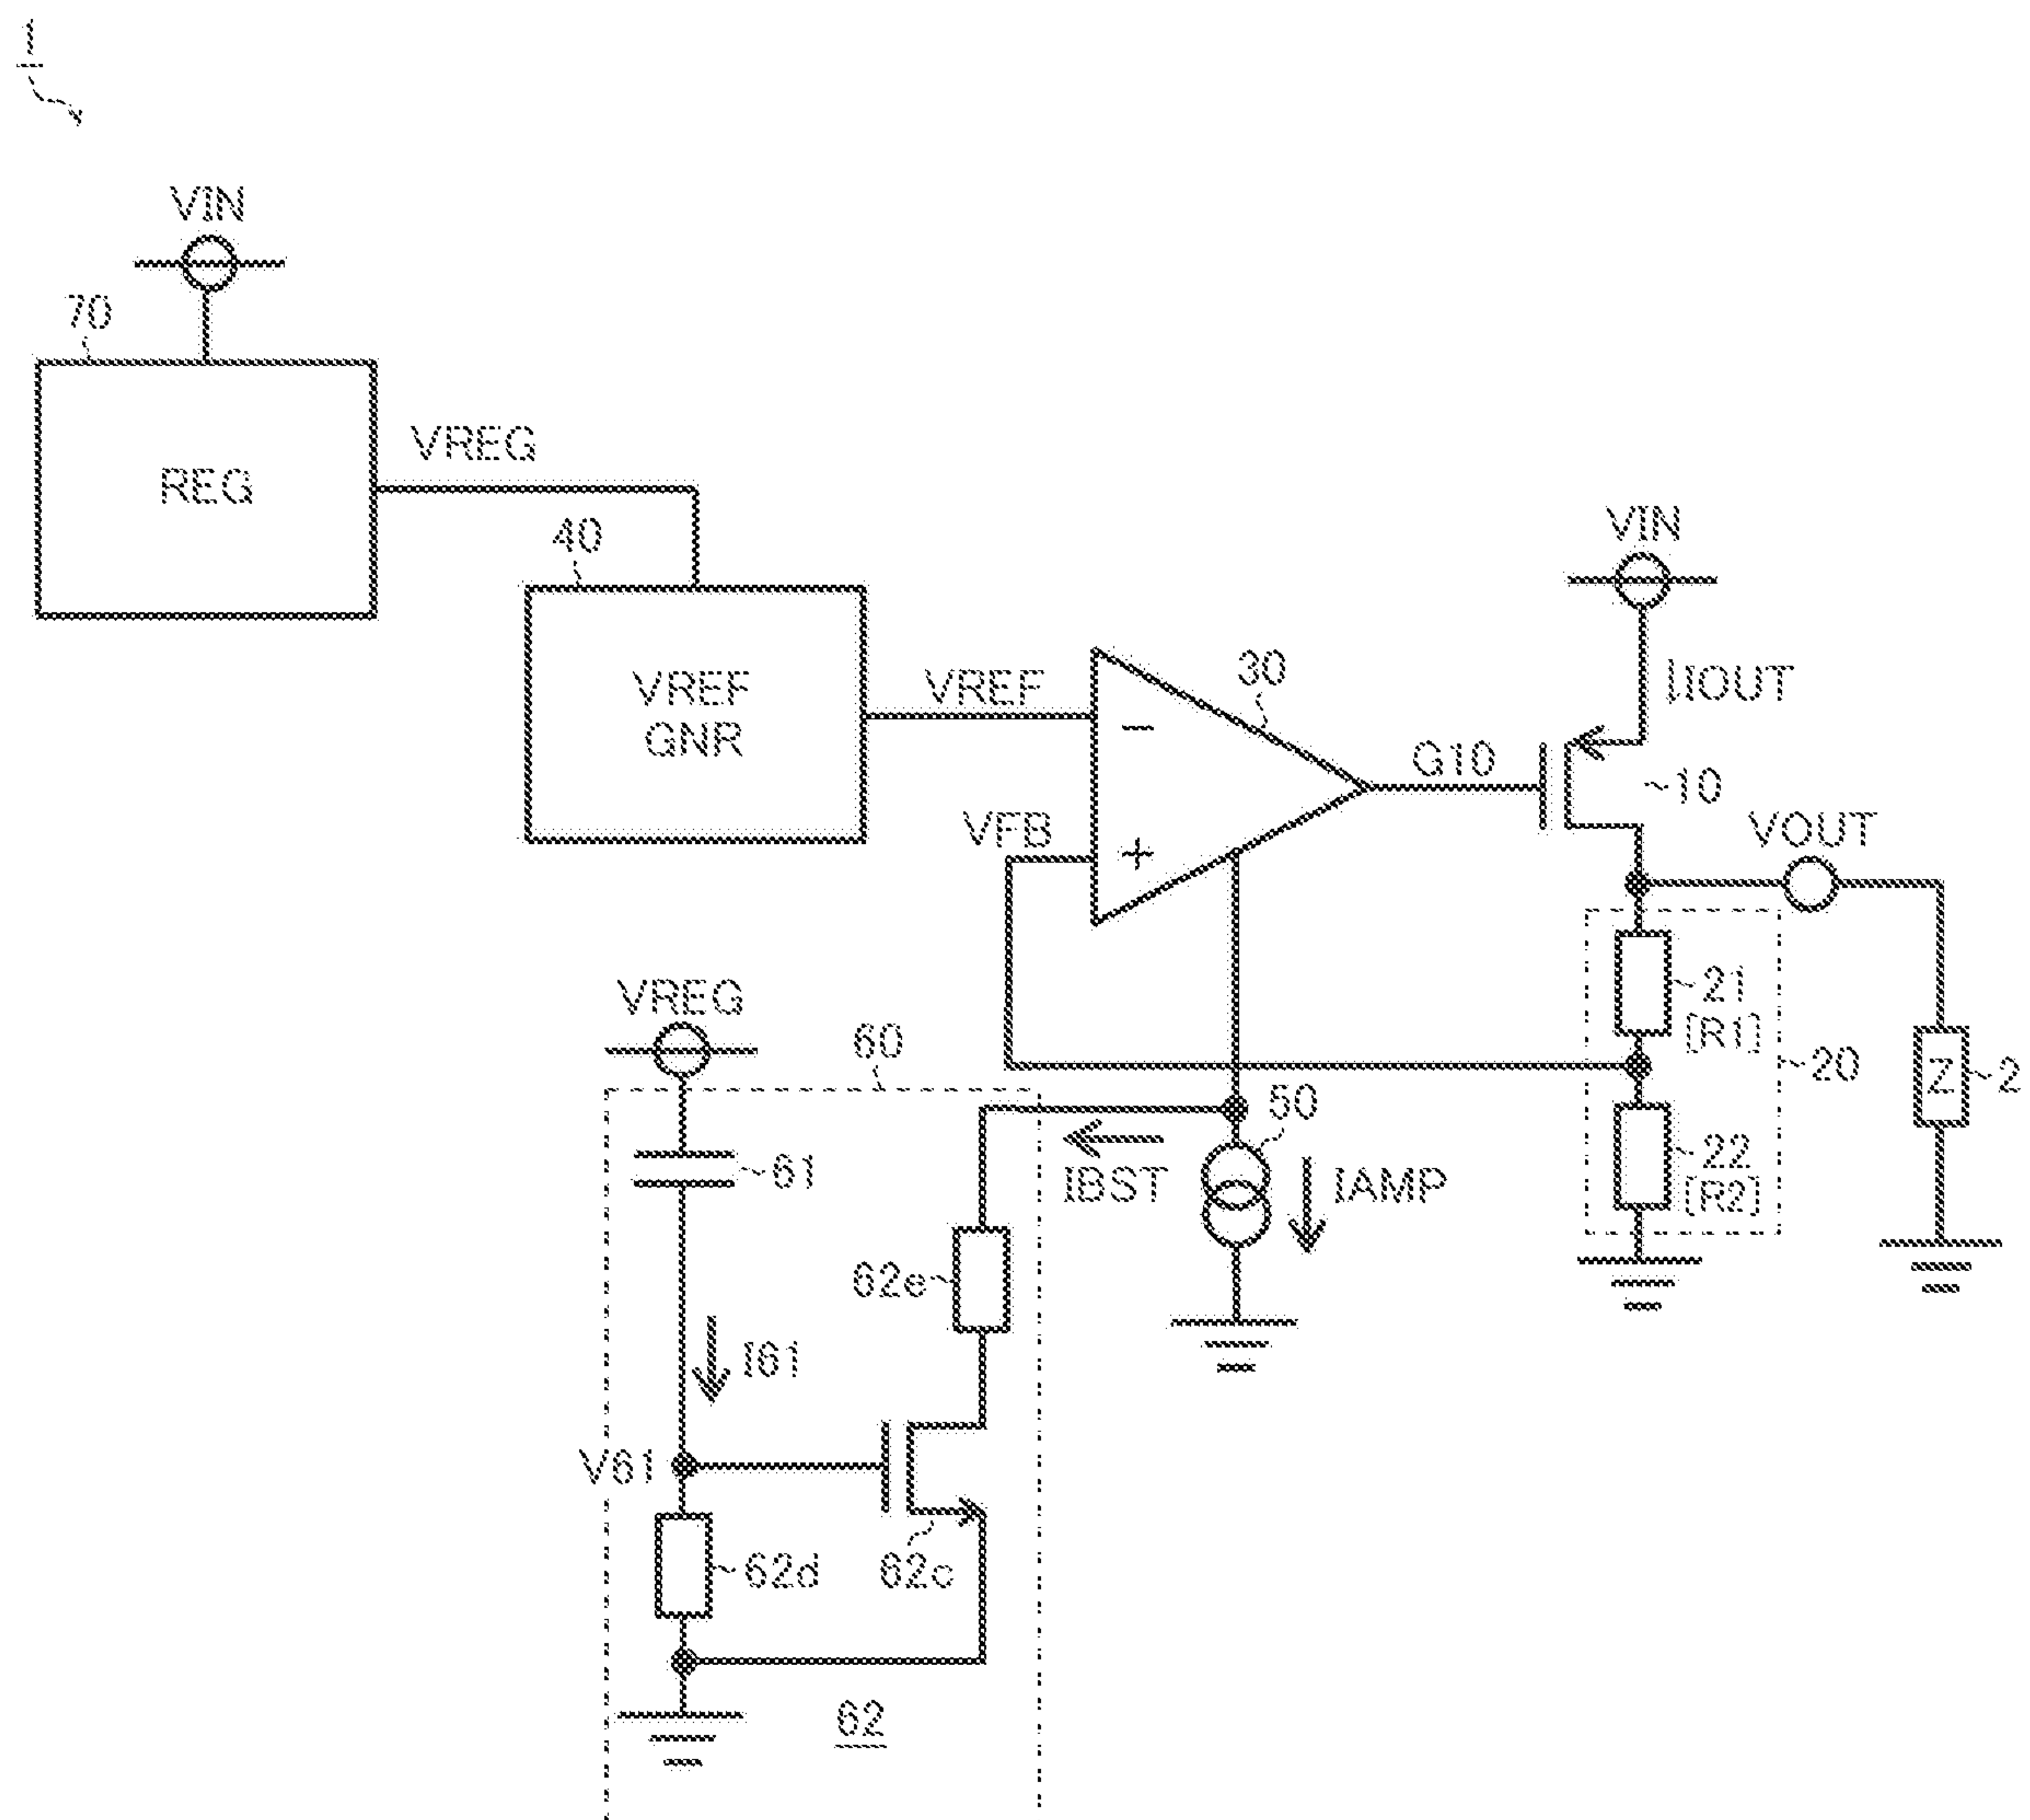 1
VIN
70
REG
VREG
40
VREF
GNR
VREF
30
VIN
IOUT
G10
10
VFB
VOUT
−
+
21
[R1]
20
Z
2
VREG
60
50
61
IBST
IAMP
22
[R2]
62e
I61
V61
62d
62c
62